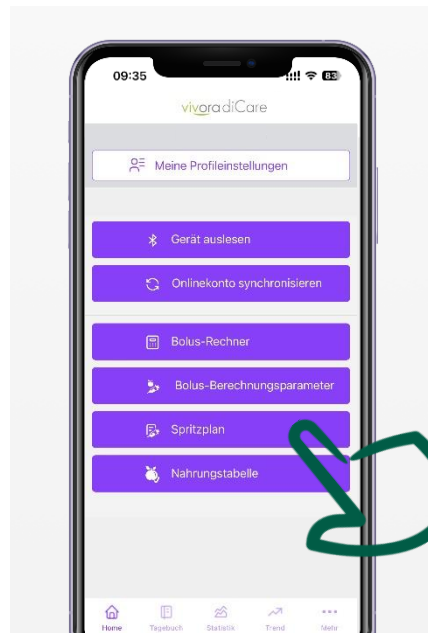 09:35
83
vivoradiCare
Meine Profileinstellungen
Gerät auslesen
Onlinekonto synchronisieren
Bolus-Rechner
Bolus-Berechnungsparameter
Spritzplan
Nahrungstabelle
Home Tagebuch Statistik Trend Mehr